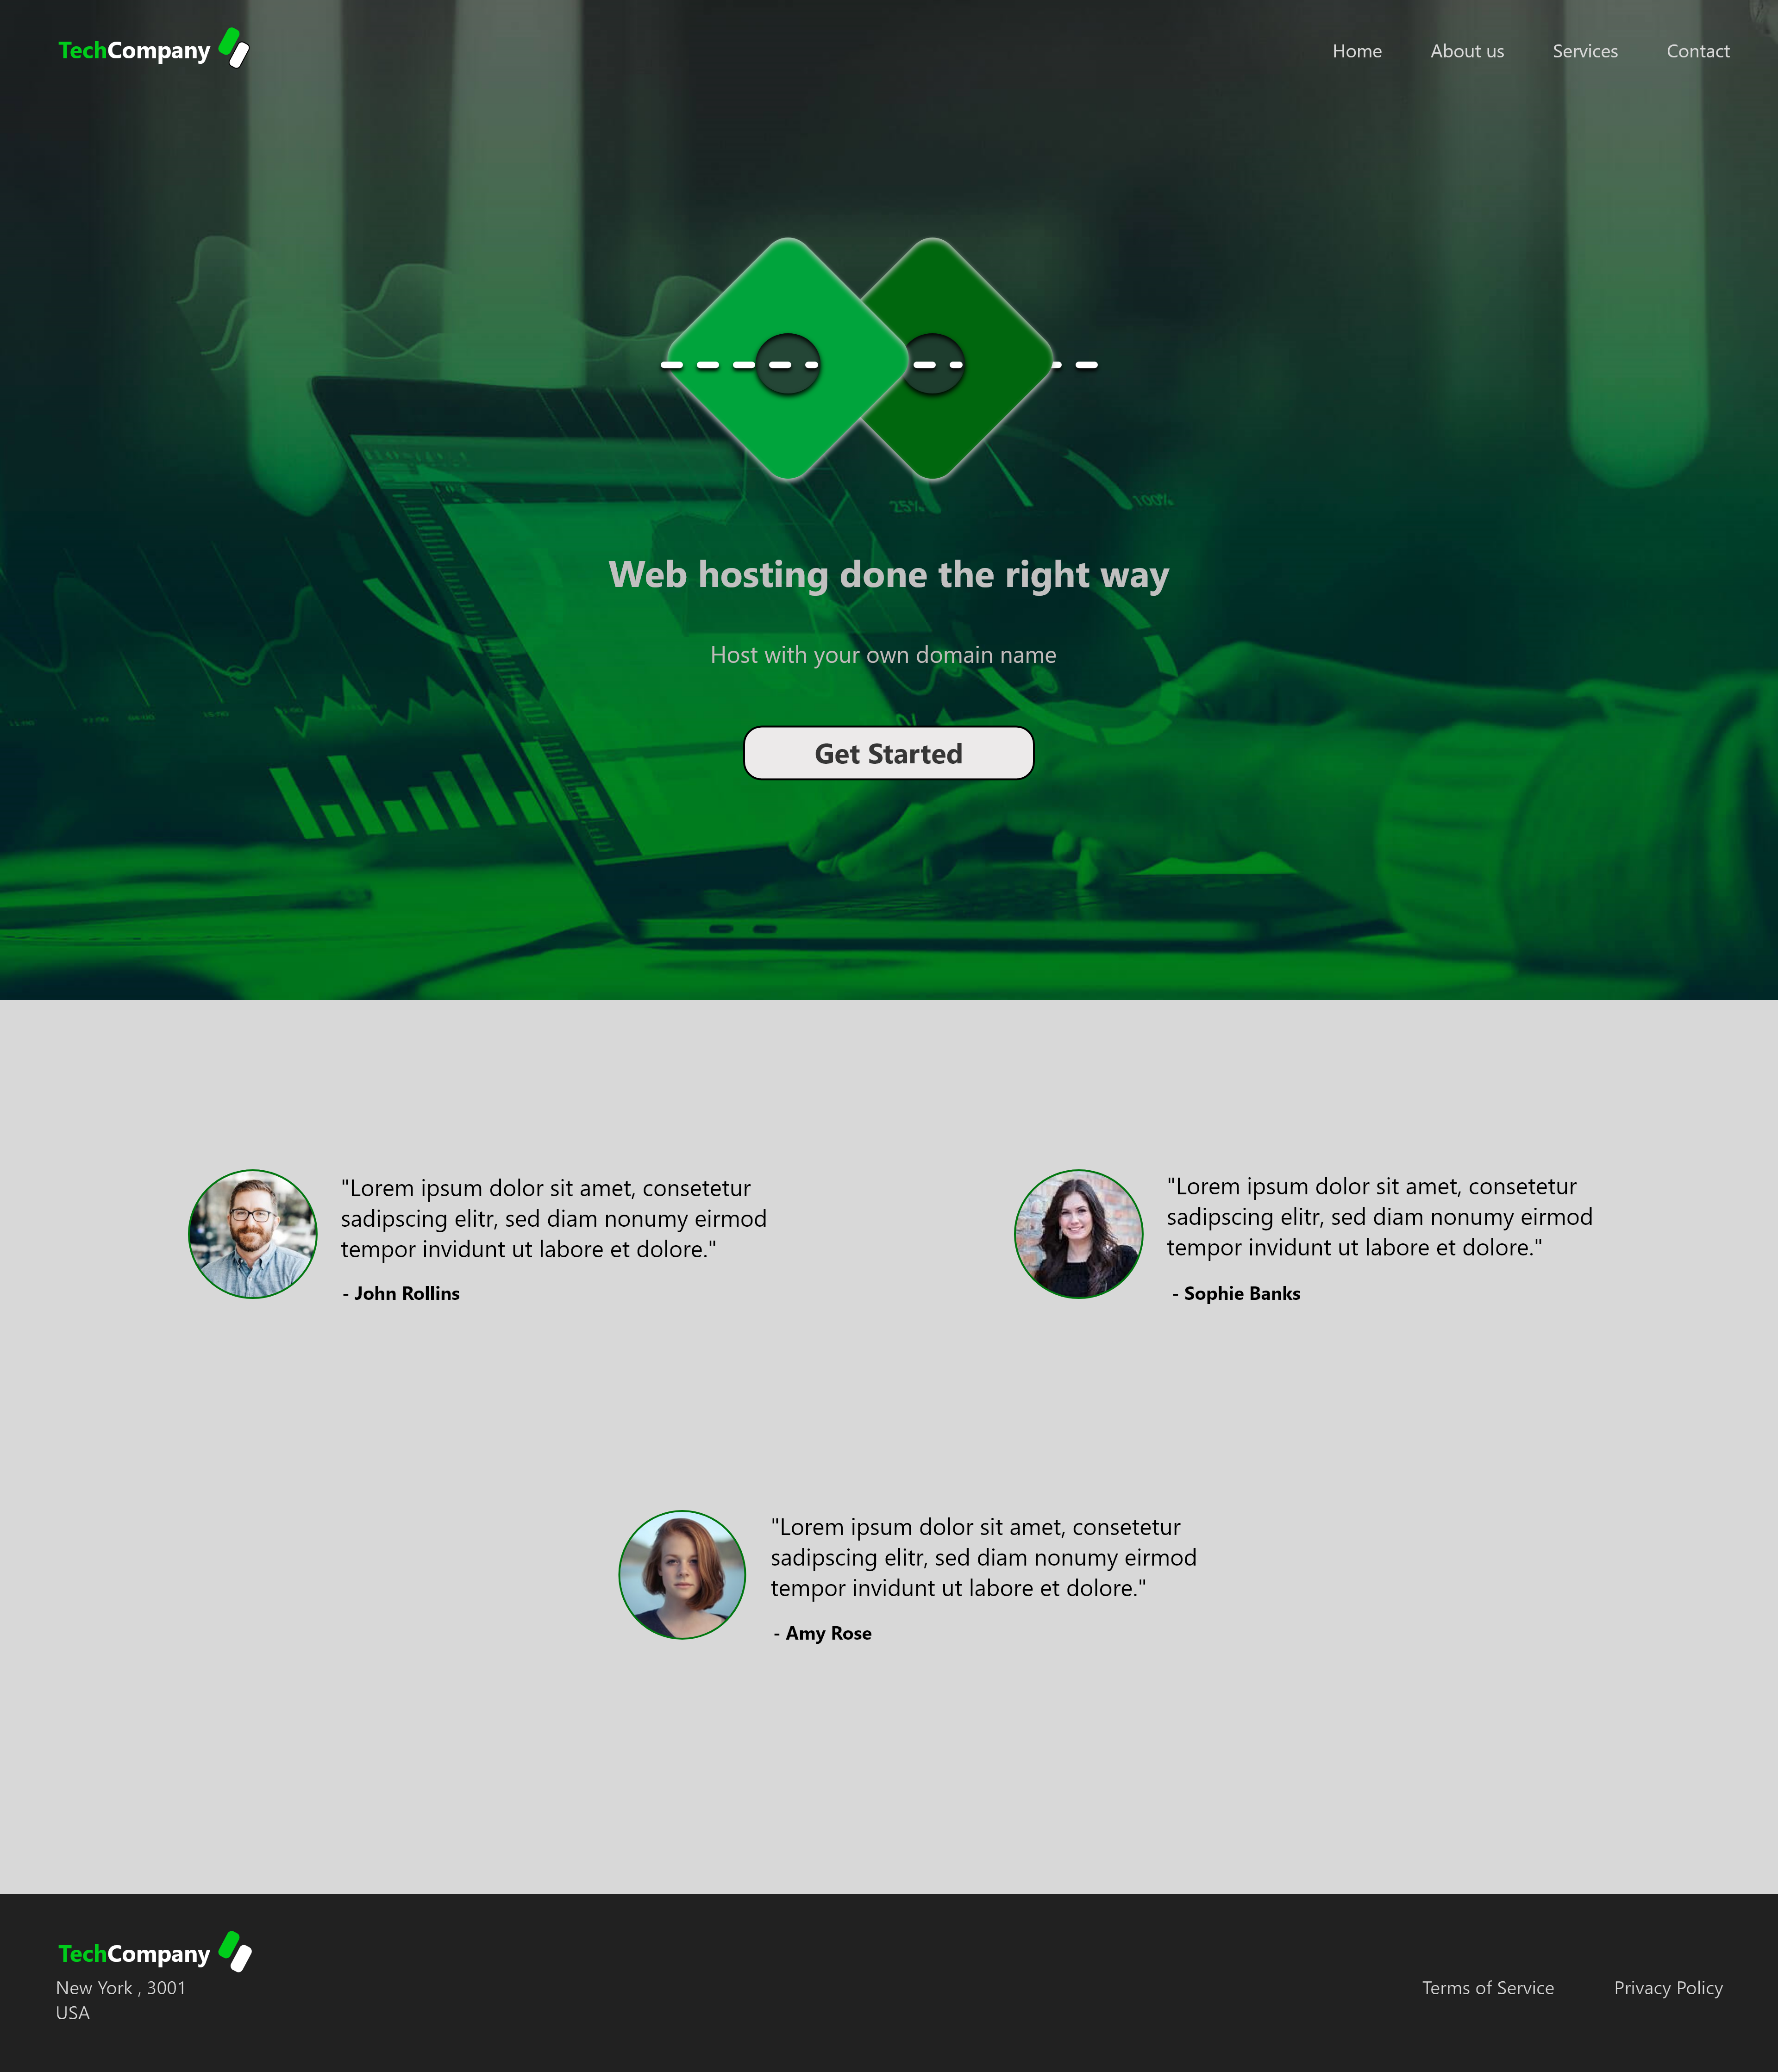 TechCompany
Home About us Services Contact
25%
100%
Web hosting done the right way
Host with your own domain name
Get Started
"Lorem ipsum dolor sit amet, consetetur
sadipscing elitr, sed diam nonumy eirmod
tempor invidunt ut labore et dolore."
- John Rollins
"Lorem ipsum dolor sit amet, consetetur
sadipscing elitr, sed diam nonumy eirmod
tempor invidunt ut labore et dolore."
- Sophie Banks
"Lorem ipsum dolor sit amet, consetetur
sadipscing elitr, sed diam nonumy eirmod
tempor invidunt ut labore et dolore."
- Amy Rose
TechCompany
New York , 3001
USA
Terms of Service Privacy Policy